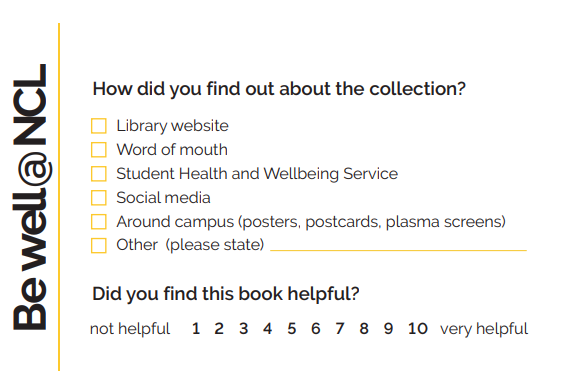 Be well@NCL
How did you find out about the collection?
Library website
Word of mouth
Student Health and Wellbeing Service
Social media
Around campus (posters, postcards, plasma screens)
Other (please state)
Did you find this book helpful?
not helpful 1 2 3 4 5 6 7 8 9 10 very helpful